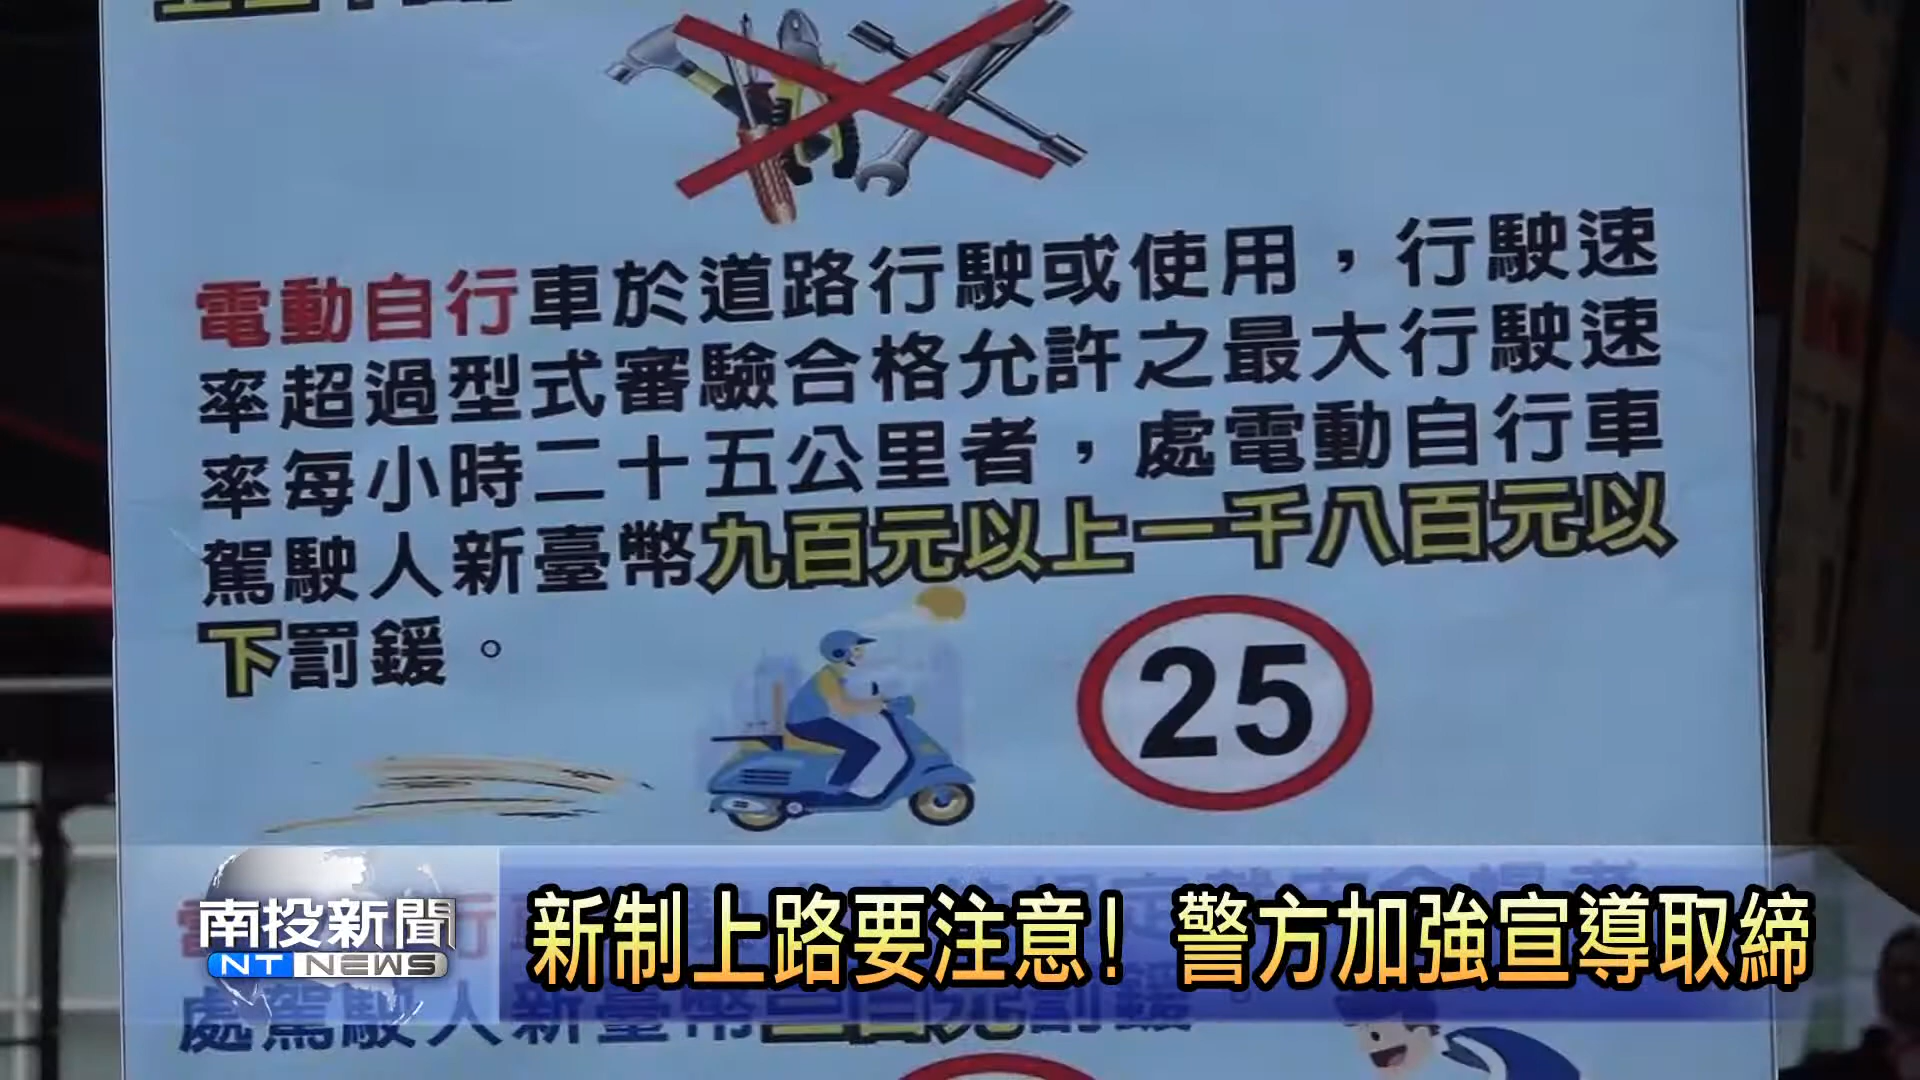 電動自行車於道路行駛或使用，行駛速
率超過型式審驗合格允許之最大行駛速
率每小時二十五公里者，處電動自行車
駕駛人新臺幣九百元以上一千八百元以
下罰鍰。
25
南投新聞
NT NEWS
新制上路要注意！警方加強宣導取締
處駕駛人新臺幣三百元罰鍰。